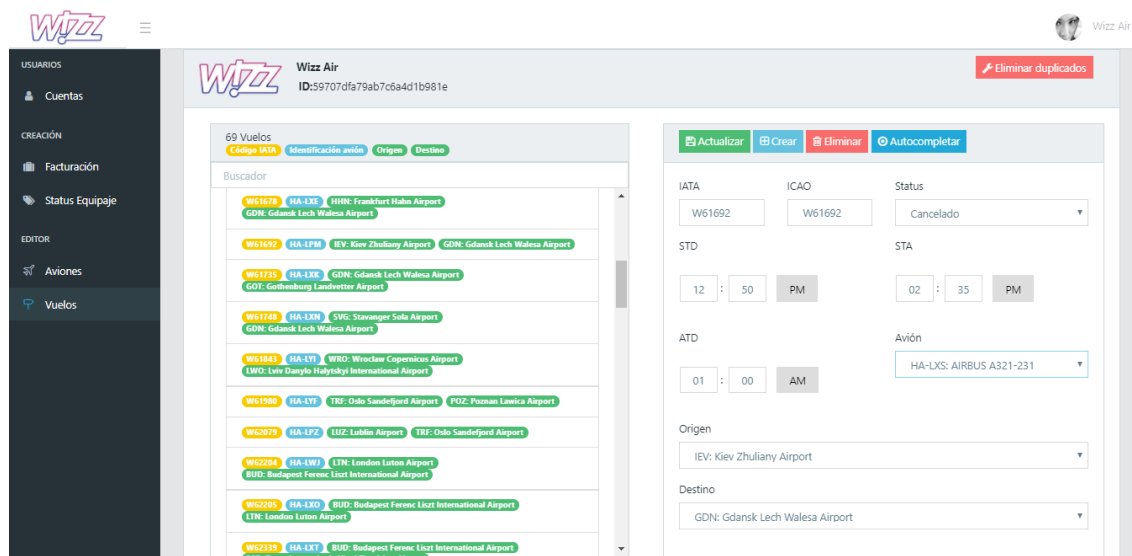 WIZZ
Wizz Air
USUARIOS
Cuentas
CREACIÓN
Facturación
Status Equipaje
EDITOR
Aviones
Vuelos
WIZZ
Wizz Air
ID:59707dfa79ab7c6a4d1b981e
Eliminar duplicados
69 Vuelos
Código IATA Identificación avión Origen Destino
Buscador
W61678 HA-LXE HHN: Frankfurt Hahn Airport
GDN: Gdansk Lech Walesa Airport
W61692 HA-LPM IEV: Kiev Zhuliany Airport GDN: Gdansk Lech Walesa Airport
W61735 HA-LXK GDN: Gdansk Lech Walesa Airport
GOT: Gothenburg Landvetter Airport
W61748 HA-LXN SVG: Stavanger Sola Airport
GDN: Gdansk Lech Walesa Airport
W61843 HA-LYI WRO: Wroclaw Copernicus Airport
LWO: Lviv Danylo Halytskyi International Airport
W61980 HA-LYF TRF: Oslo Sandefjord Airport POZ: Poznan Lawica Airport
W62075 HA-LPZ LUZ: Lublin Airport TRF: Oslo Sandefjord Airport
W62204 HA-LWJ LTN: London Luton Airport
BUD: Budapest Ferenc Liszt International Airport
W62205 HA-LXO BUD: Budapest Ferenc Liszt International Airport
LTN: London Luton Airport
W62339 HA-LXT BUD: Budapest Ferenc Liszt International Airport
Actualizar Crear Eliminar Autocompletar
IATA ICAO Status
W61692 W61692 Cancelado
STD STA
12 : 50 PM 02 : 35 PM
ATD Avión
01 : 00 AM HA-LXS: AIRBUS A321-231
Origen
IEV: Kiev Zhuliany Airport
Destino
GDN: Gdansk Lech Walesa Airport